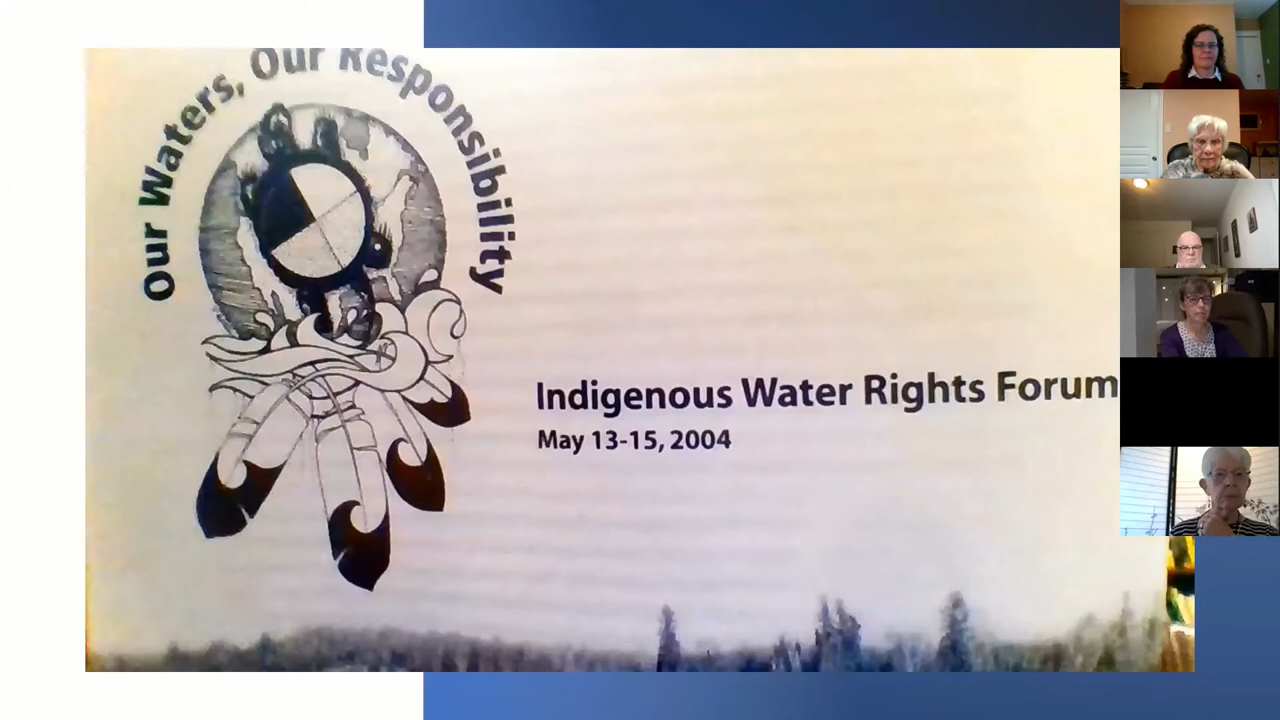 Our Waters, Our Responsibility
Indigenous Water Rights Forum
May 13-15, 2004